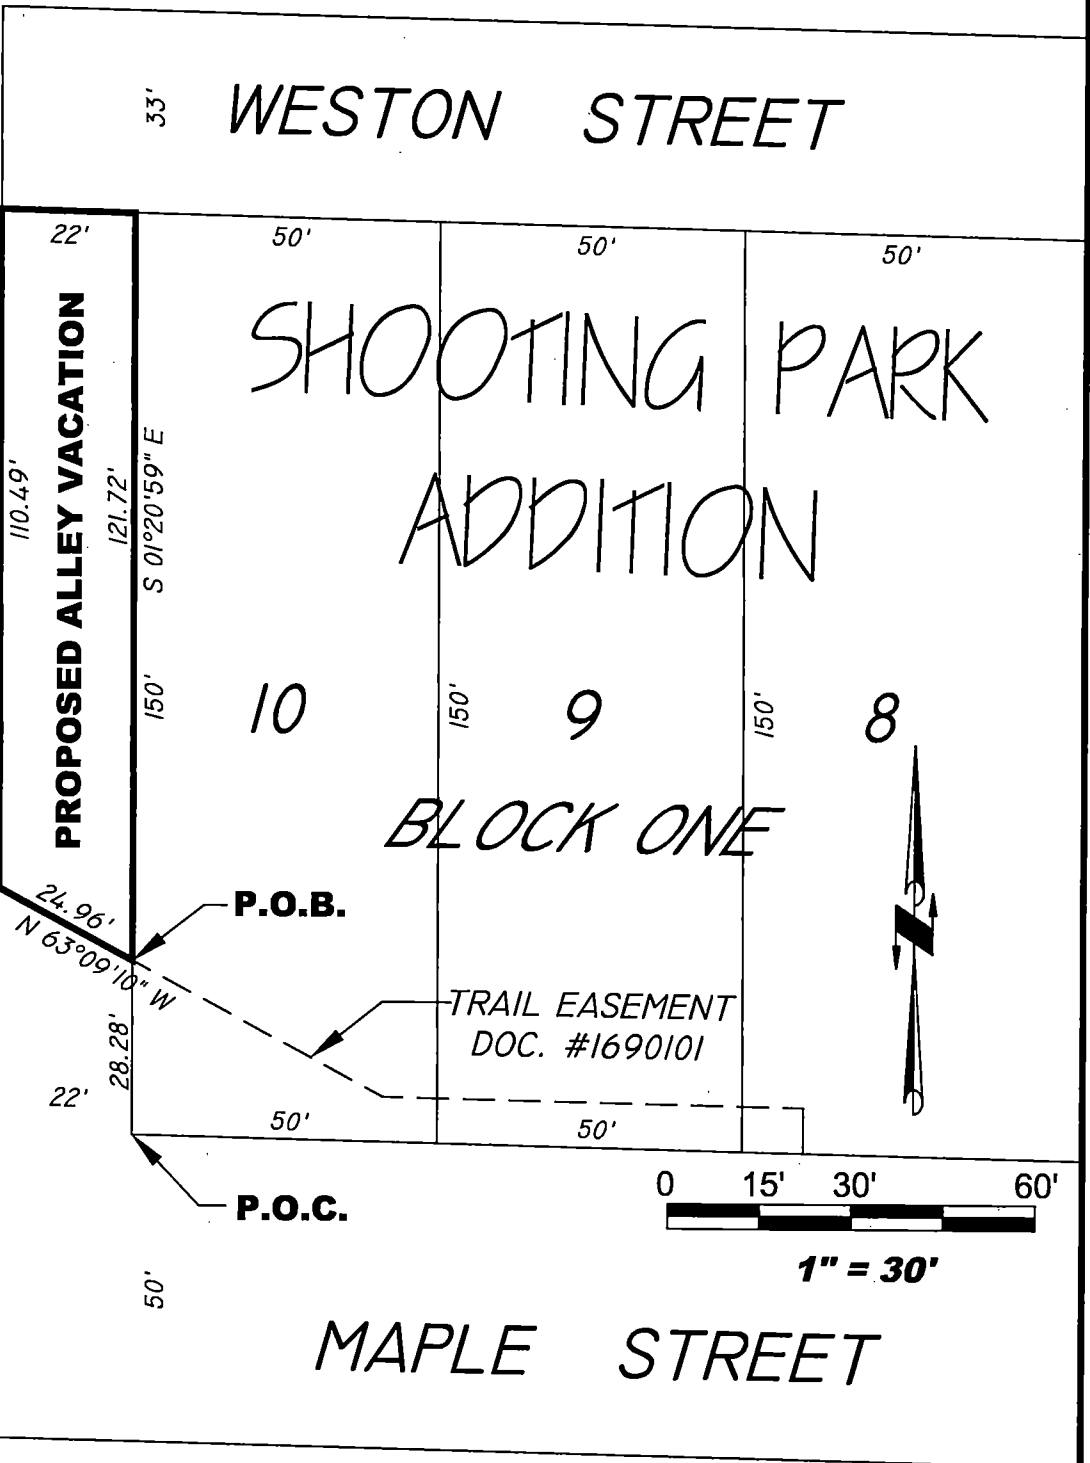 33'
WESTON STREET
22'
50'
50'
50'
SHOOTING PARK
ADDITION
110.49'
PROPOSED ALLEY VACATION
121.72'
S 01°20'59" E
150'
10
150'
9
150'
8
BLOCK ONE
24.96'
N 63°09'10" W
P.O.B.
TRAIL EASEMENT
DOC. #1690101
28.28'
22'
50'
50'
P.O.C.
0 15' 30' 60'
1" = 30'
50'
MAPLE STREET